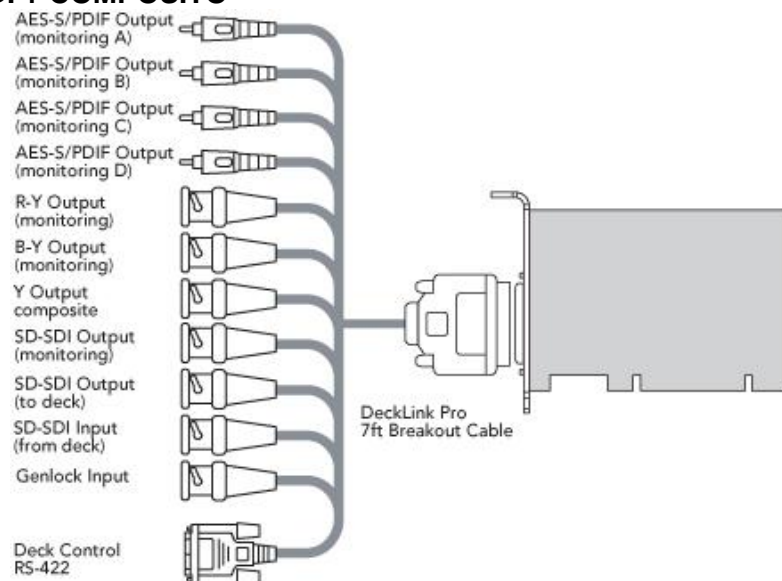 AES-S/PDIF Output
(monitoring A)
AES-S/PDIF Output
(monitoring B)
AES-S/PDIF Output
(monitoring C)
AES-S/PDIF Output
(monitoring D)
R-Y Output
(monitoring)
B-Y Output
(monitoring)
Y Output
composite
SD-SDI Output
(monitoring)
SD-SDI Output
(to deck)
SD-SDI Input
(from deck)
Genlock Input
Deck Control
RS-422
DeckLink Pro
7ft Breakout Cable